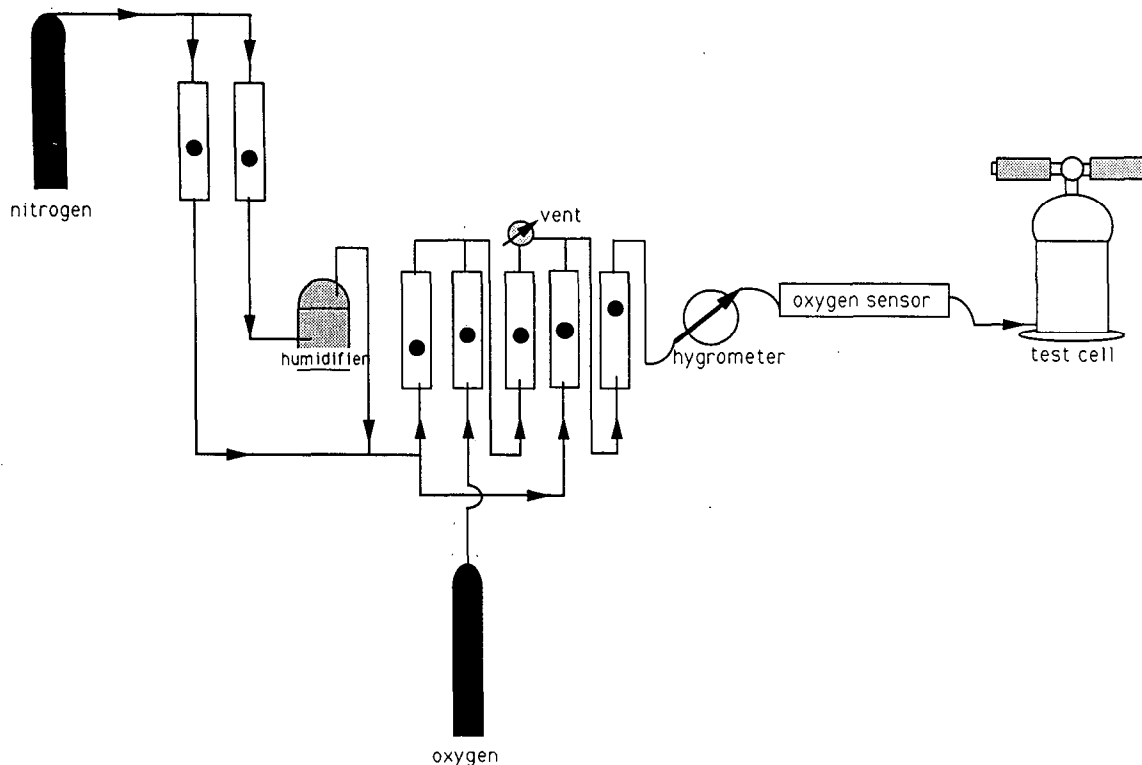 nitrogen
vent
humidifier
hygrometer
oxygen sensor
test cell
oxygen